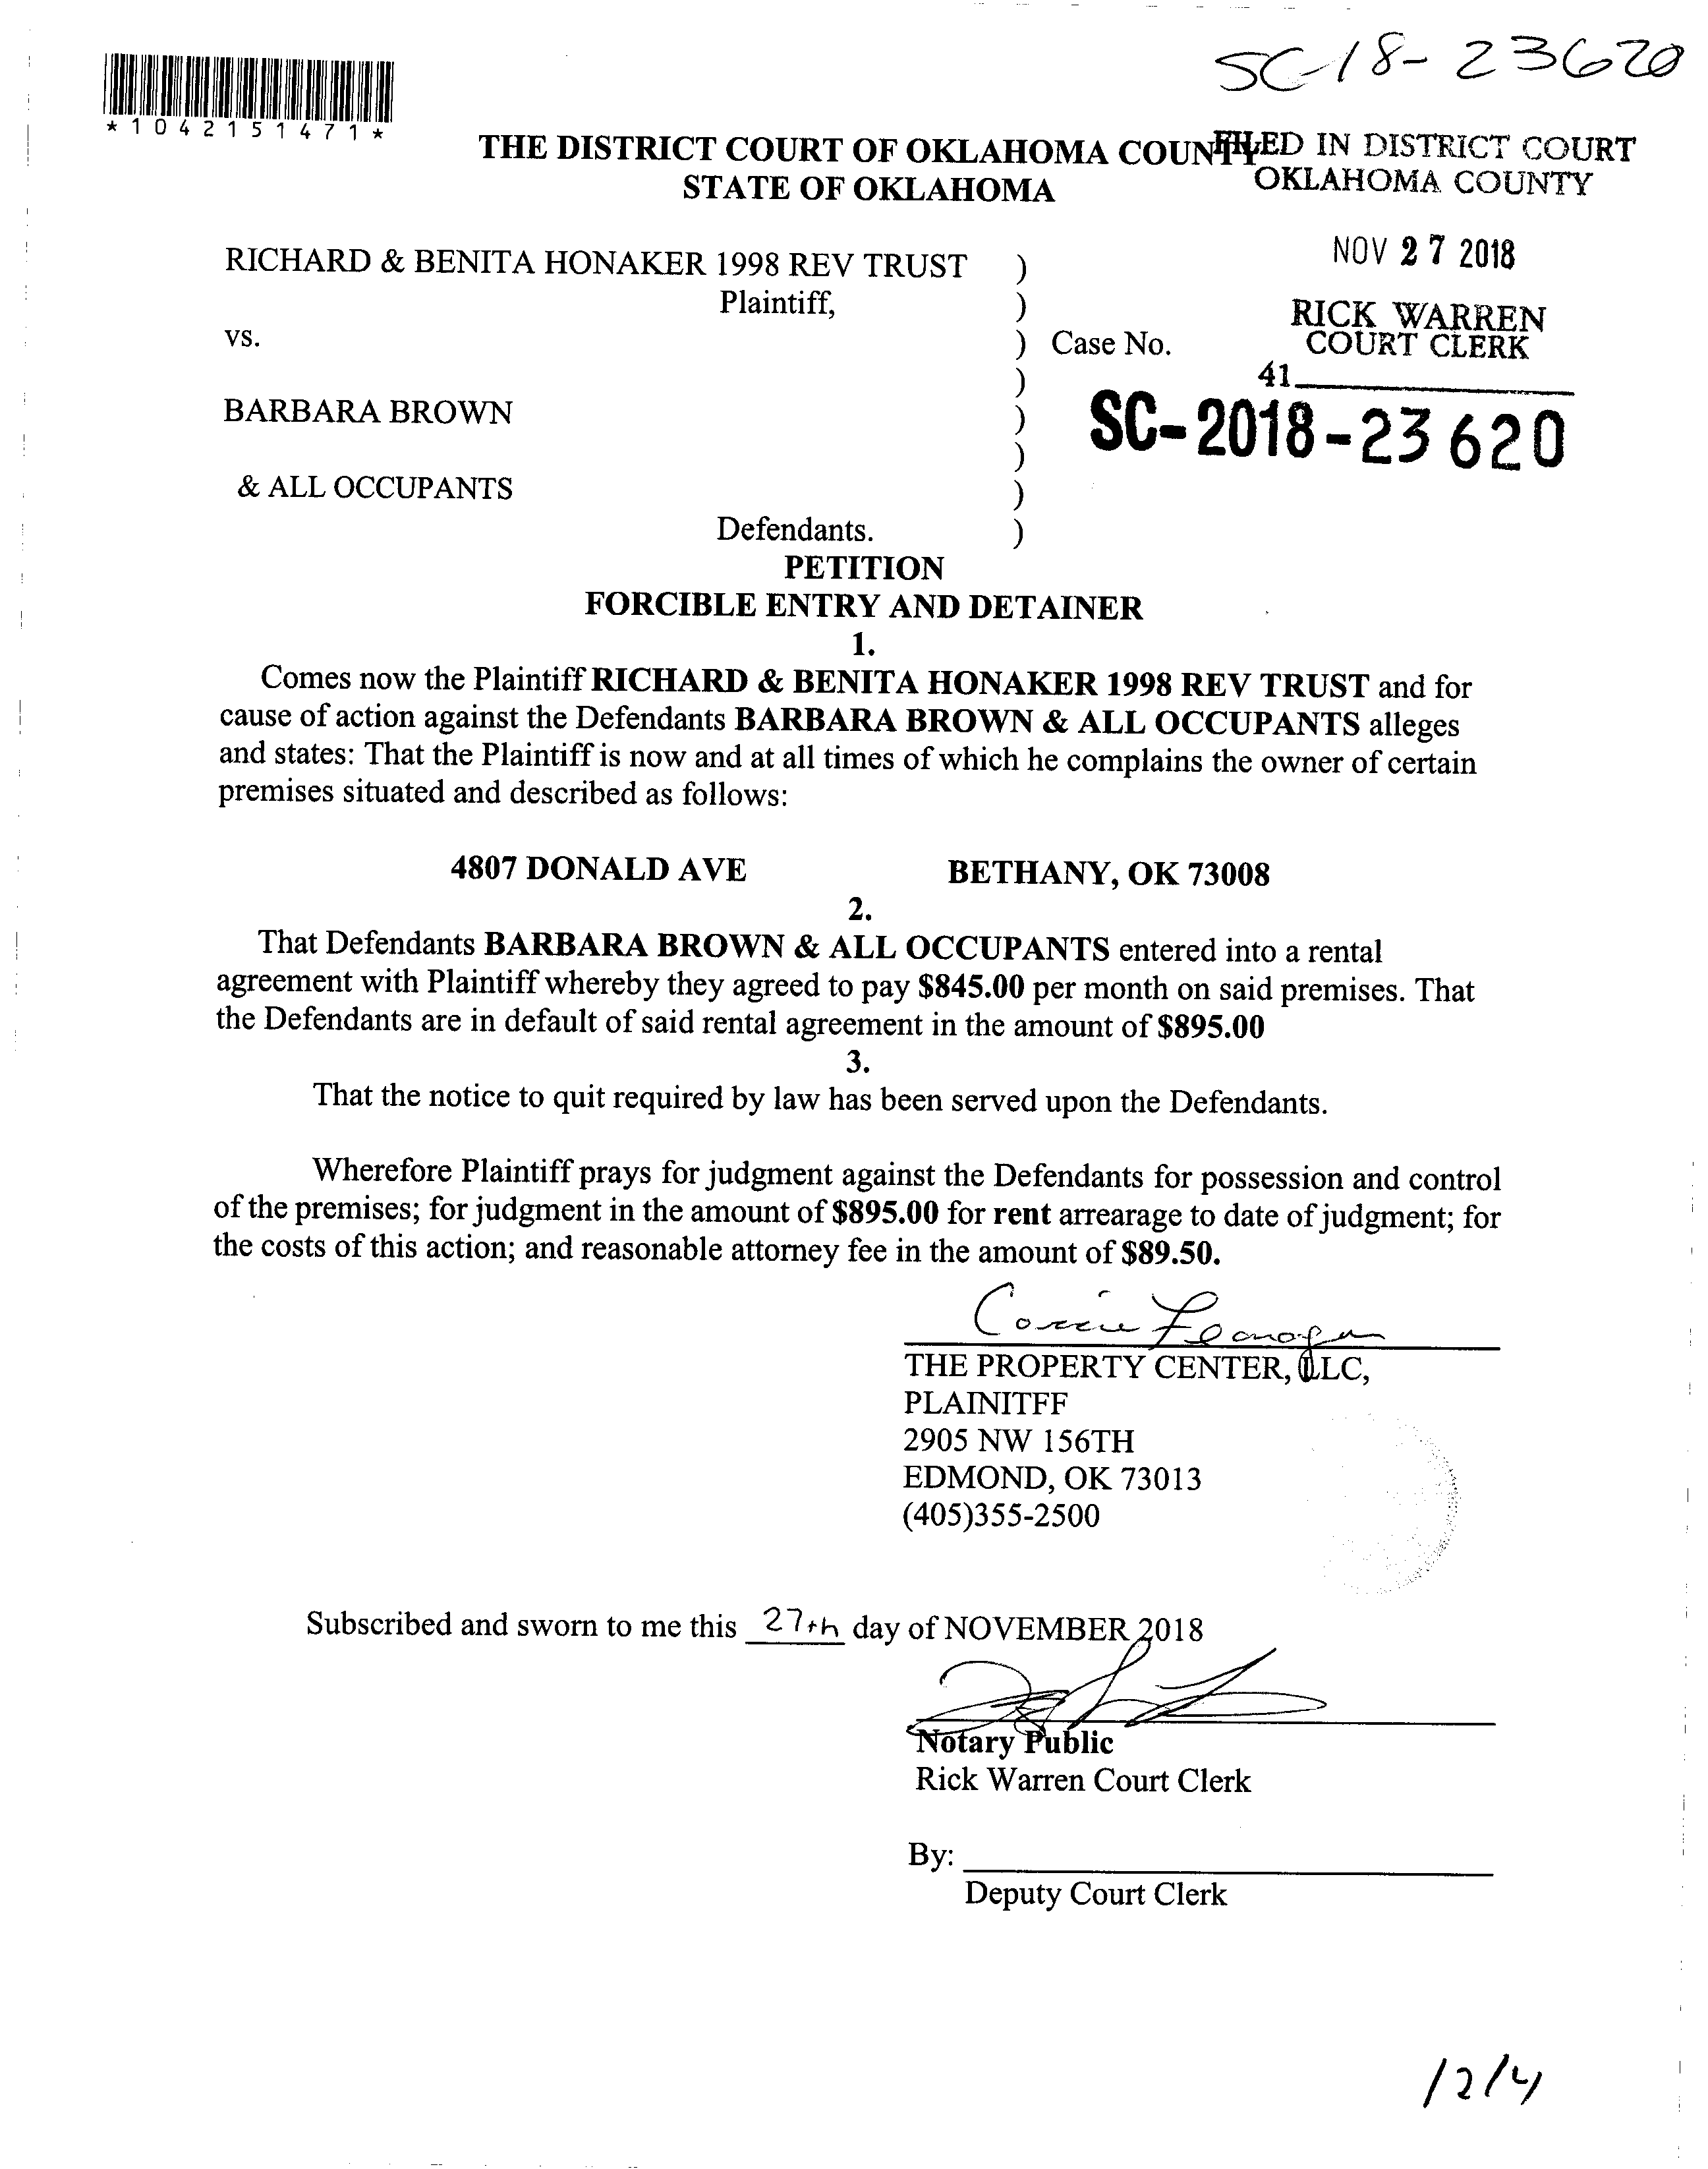 SC-18-23620
*1042151471*
THE DISTRICT COURT OF OKLAHOMA COUNTY
STATE OF OKLAHOMA
FILED IN DISTRICT COURT
OKLAHOMA COUNTY
NOV 27 2018
RICK WARREN
COURT CLERK
41
RICHARD & BENITA HONAKER 1998 REV TRUST )
Plaintiff, )
vs. ) Case No.
)
BARBARA BROWN )
SC-2018-23620
)
& ALL OCCUPANTS )
Defendants. )
PETITION
FORCIBLE ENTRY AND DETAINER
1.
Comes now the Plaintiff RICHARD & BENITA HONAKER 1998 REV TRUST and for
cause of action against the Defendants BARBARA BROWN & ALL OCCUPANTS alleges
and states: That the Plaintiff is now and at all times of which he complains the owner of certain
premises situated and described as follows:
4807 DONALD AVE BETHANY, OK 73008
2.
That Defendants BARBARA BROWN & ALL OCCUPANTS entered into a rental
agreement with Plaintiff whereby they agreed to pay $845.00 per month on said premises. That
the Defendants are in default of said rental agreement in the amount of $895.00
3.
That the notice to quit required by law has been served upon the Defendants.
Wherefore Plaintiff prays for judgment against the Defendants for possession and control
of the premises; for judgment in the amount of $895.00 for rent arrearage to date of judgment; for
the costs of this action; and reasonable attorney fee in the amount of $89.50.
Corrie Flanagan
THE PROPERTY CENTER, LLC,
PLAINITFF
2905 NW 156TH
EDMOND, OK 73013
(405)355-2500
Subscribed and sworn to me this 27th day of NOVEMBER 2018
Notary Public
Rick Warren Court Clerk
By:
Deputy Court Clerk
12/4